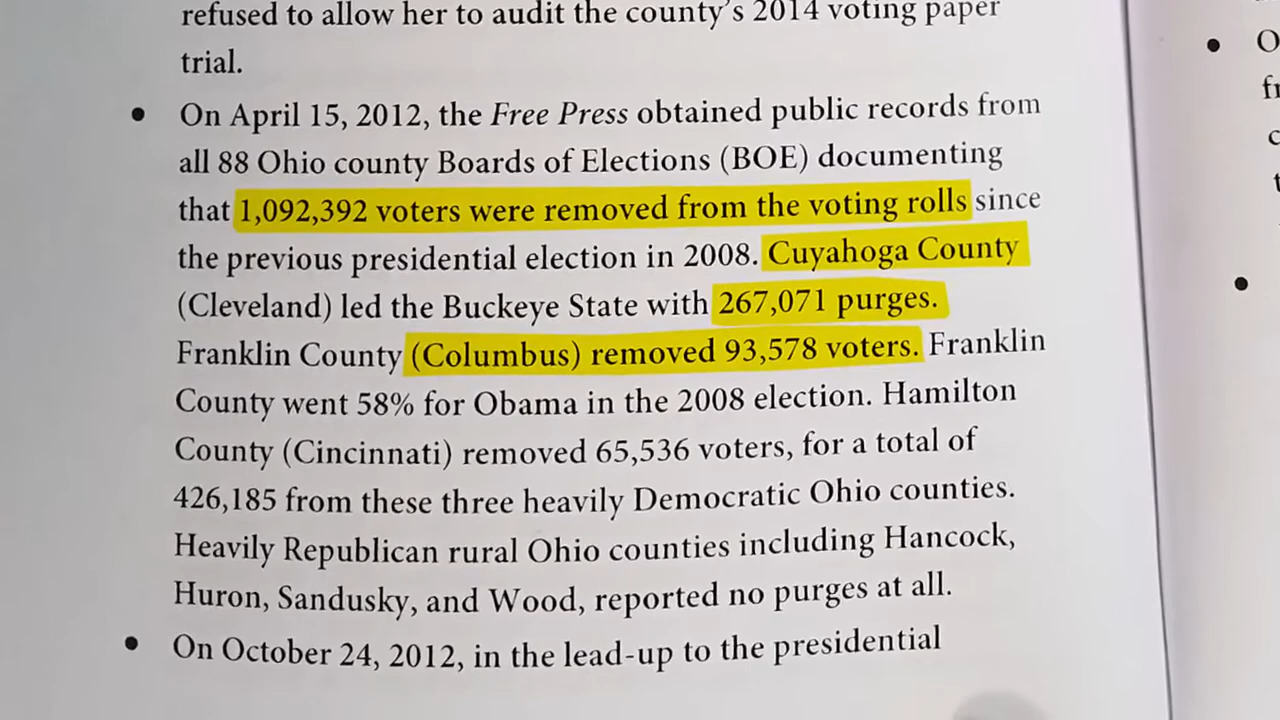 refused to allow her to audit the county's 2014 voting paper
trial.
• On April 15, 2012, the Free Press obtained public records from
all 88 Ohio county Boards of Elections (BOE) documenting
that 1,092,392 voters were removed from the voting rolls since
the previous presidential election in 2008. Cuyahoga County
(Cleveland) led the Buckeye State with 267,071 purges.
Franklin County (Columbus) removed 93,578 voters. Franklin
County went 58% for Obama in the 2008 election. Hamilton
County (Cincinnati) removed 65,536 voters, for a total of
426,185 from these three heavily Democratic Ohio counties.
Heavily Republican rural Ohio counties including Hancock,
Huron, Sandusky, and Wood, reported no purges at all.
• On October 24, 2012, in the lead-up to the presidential